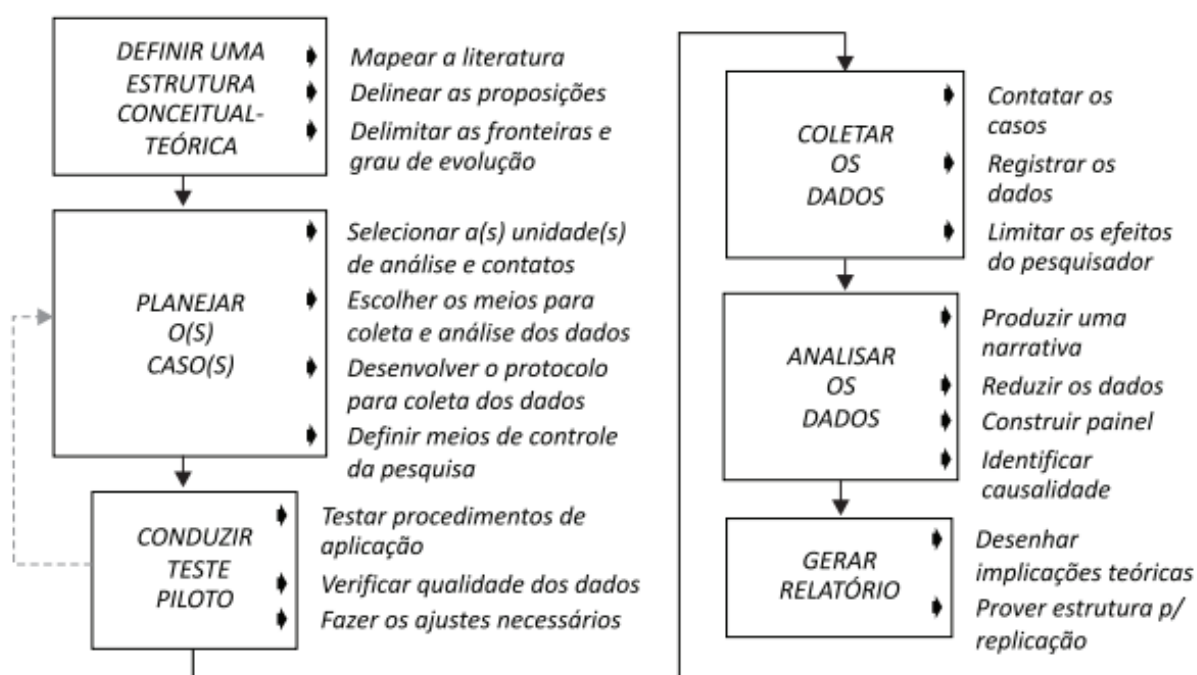 DEFINIR UMA
ESTRUTURA
CONCEITUAL-
TEÓRICA
Mapear a literatura
Delinear as proposições
Delimitar as fronteiras e
grau de evolução
PLANEJAR
O(S)
CASO(S)
Selecionar a(s) unidade(s)
de análise e contatos
Escolher os meios para
coleta e análise dos dados
Desenvolver o protocolo
para coleta dos dados
Definir meios de controle
da pesquisa
CONDUZIR
TESTE
PILOTO
Testar procedimentos de
aplicação
Verificar qualidade dos dados
Fazer os ajustes necessários
COLETAR
OS
DADOS
Contatar os
casos
Registrar os
dados
Limitar os efeitos
do pesquisador
ANALISAR
OS
DADOS
Produzir uma
narrativa
Reduzir os dados
Construir painel
Identificar
causalidade
GERAR
RELATÓRIO
Desenhar
implicações teóricas
Prover estrutura p/
replicação